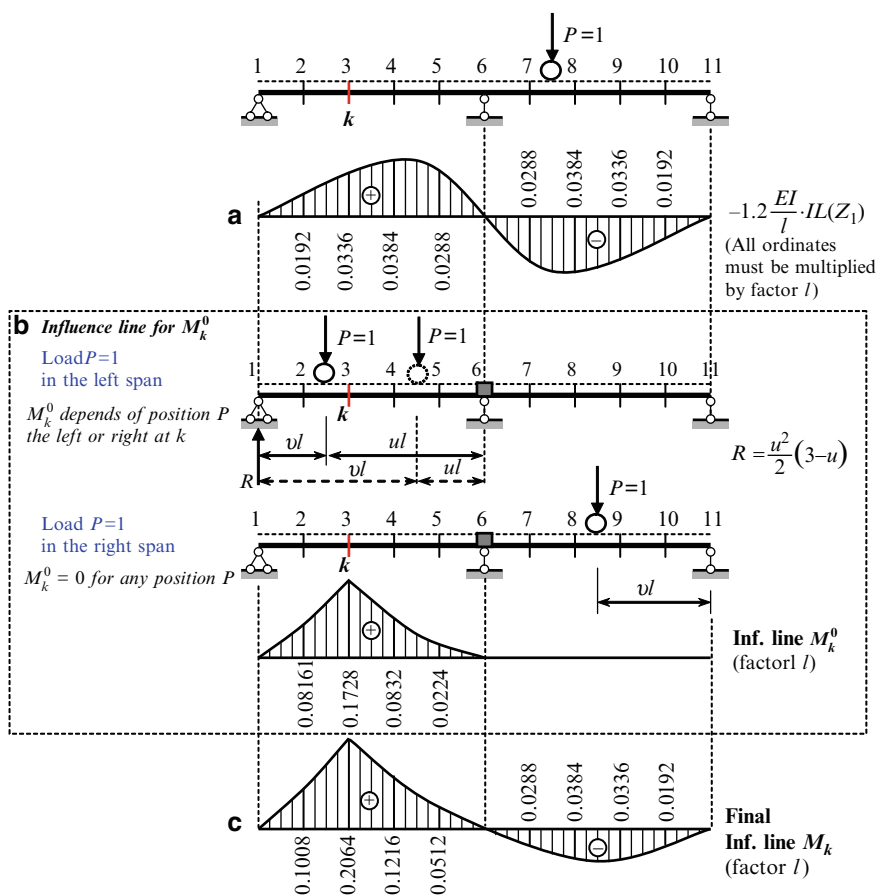 P=1
1 2 3 4 5 6 7 8 9 10 11
k
0.0288 0.0384 0.0336 0.0192
a
+
−
0.0192 0.0336 0.0384 0.0288
–1.2 EI/l · IL(Z₁)
(All ordinates
must be multiplied
by factor l)
b Influence line for M⁰ₖ
LoadP=1
in the left span
M⁰ₖ depends of position P
the left or right at k
P=1 P=1
1 2 3 4 5 6 7 8 9 10 11
k
υl ul
υl ul
R
R = u²/2 (3–u)
P=1
Load P=1
in the right span
M⁰ₖ = 0 for any position P
1 2 3 4 5 6 7 8 9 10 11
k
υl
+
Inf. line M⁰ₖ
(factorl l)
0.08161 0.1728 0.0832 0.0224
0.0288 0.0384 0.0336 0.0192
c
+
−
0.1008 0.2064 0.1216 0.0512
Final
Inf. line Mₖ
(factor l)